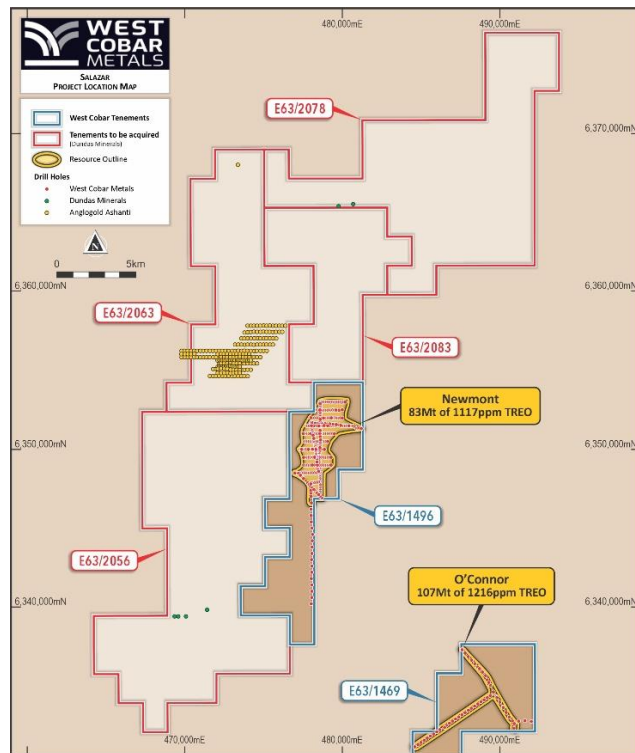 WEST
COBAR
METALS
SALAZAR
PROJECT LOCATION MAP
West Cobar Tenements
Tenements to be acquired
(Dundas Minerals)
Resource Outline
Drill Holes
West Cobar Metals
Dundas Minerals
Anglogold Ashanti
N
0 5km
480,000mE 490,000mE
6,370,000mN
6,360,000mN 6,360,000mN
6,350,000mN 6,350,000mN
6,340,000mN 6,340,000mN
470,000mE 480,000mE 490,000mE
E63/2078
E63/2063
E63/2083
Newmont
83Mt of 1117ppm TREO
E63/1496
E63/2056
O'Connor
107Mt of 1216ppm TREO
E63/1469